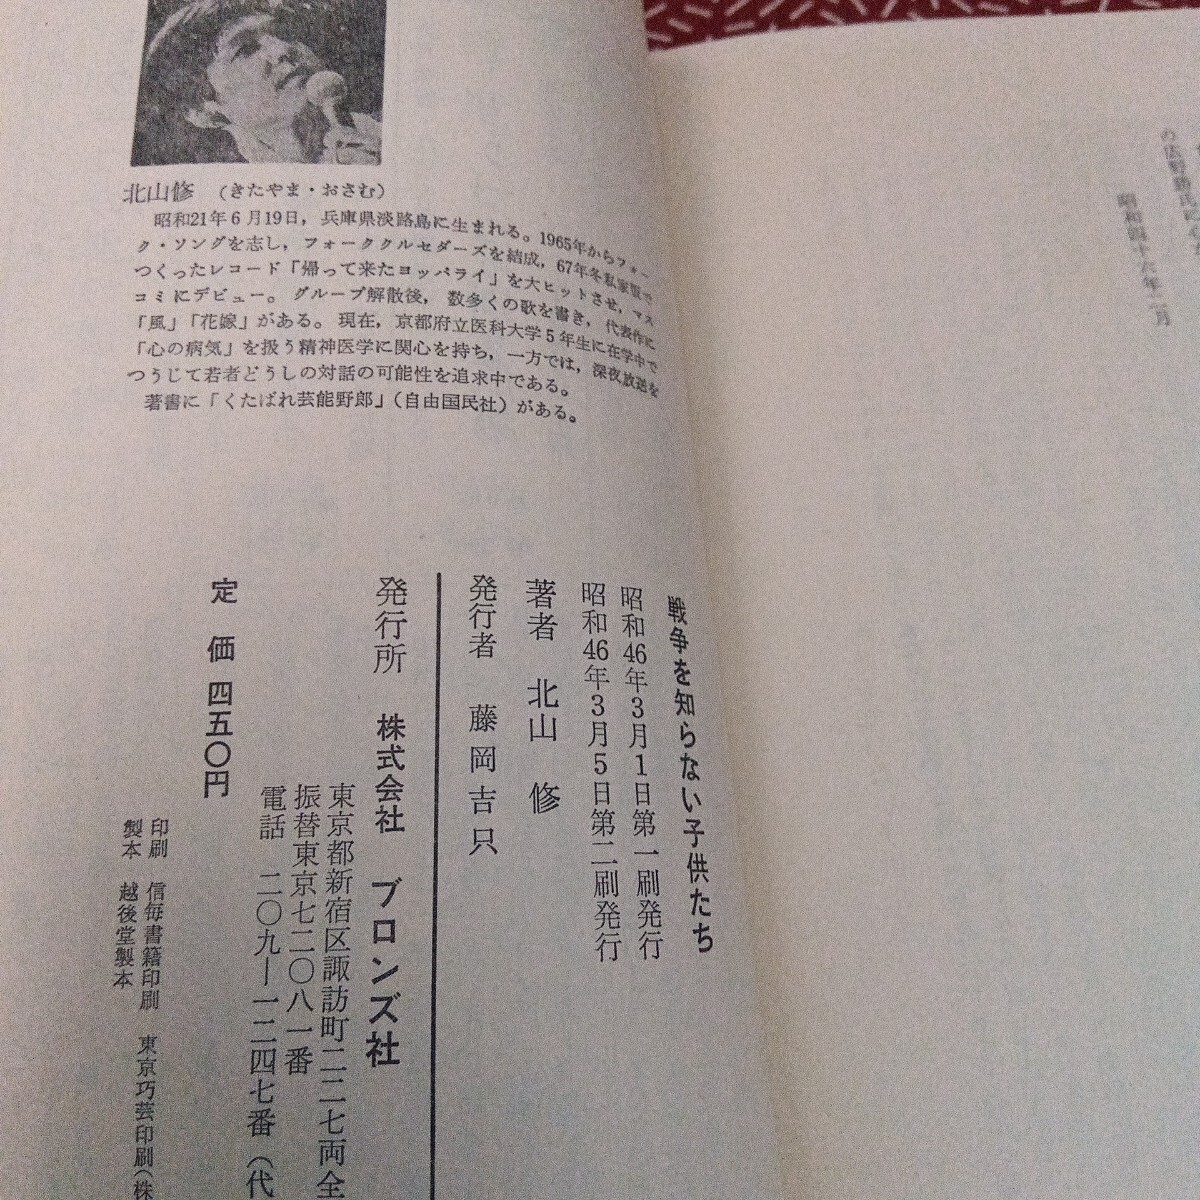 北山修 （きたやま・おさむ）
昭和21年6月19日，兵庫県淡路島に生まれる。1965年からフォー
ク・ソングを志し，フォーククルセダーズを結成，67年冬私家版で
つくったレコード「帰って来たヨッパライ」を大ヒットさせ，マス
コミにデビュー。グループ解散後，数多くの歌を書き，代表作に
「風」「花嫁」がある。現在，京都府立医科大学5年生に在学中で
「心の病気」を扱う精神医学に関心を持ち，一方では，深夜放送を
つうじて若者どうしの対話の可能性を追求中である。
著書に「くたばれ芸能野郎」（自由国民社）がある。
昭和四十六年二月
戦争を知らない子供たち
昭和46年3月1日第一刷発行
昭和46年3月5日第二刷発行
著者 北山 修
発行者 藤岡吉只
発行所 株式会社 ブロンズ社
東京都新宿区諏訪町二二七両全
振替東京七二〇八一番
電話 二〇九―一二四七番（代
定価 四五〇円
印刷 信毎書籍印刷 東京巧芸印刷（株
製本 越後堂製本